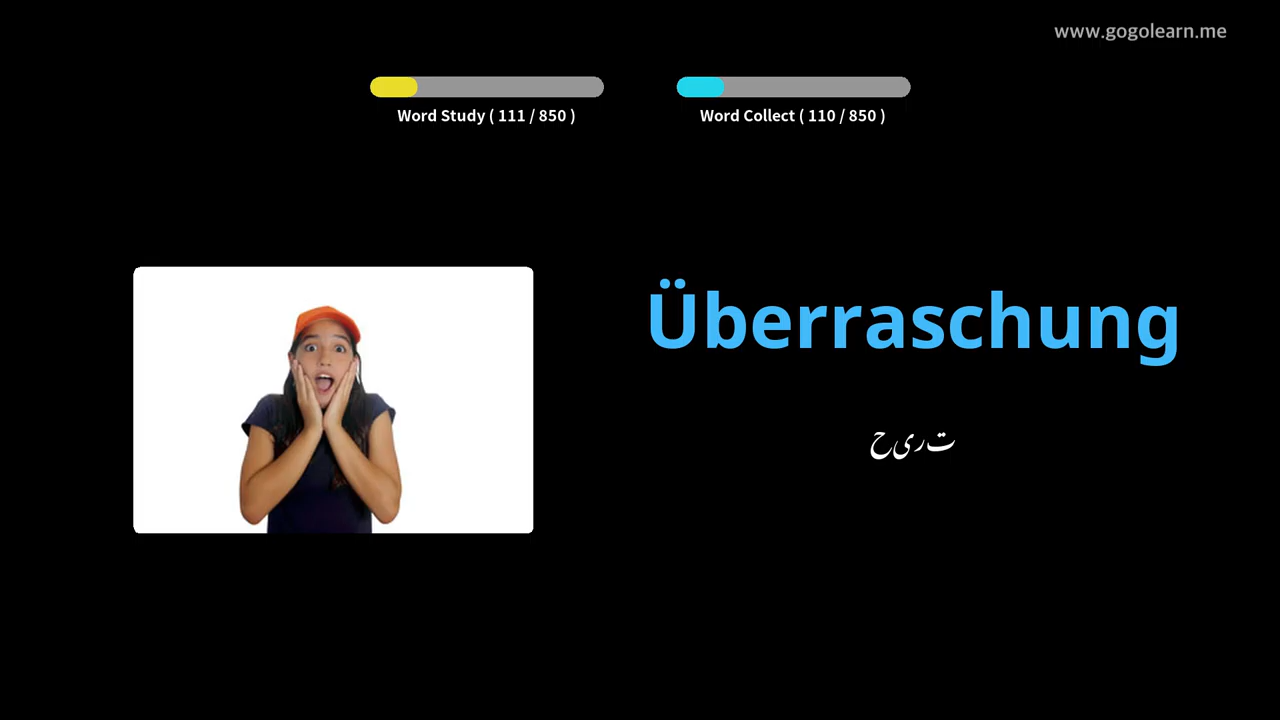 www.gogolearn.me
Word Study ( 111 / 850 )
Word Collect ( 110 / 850 )
Überraschung
حیرت